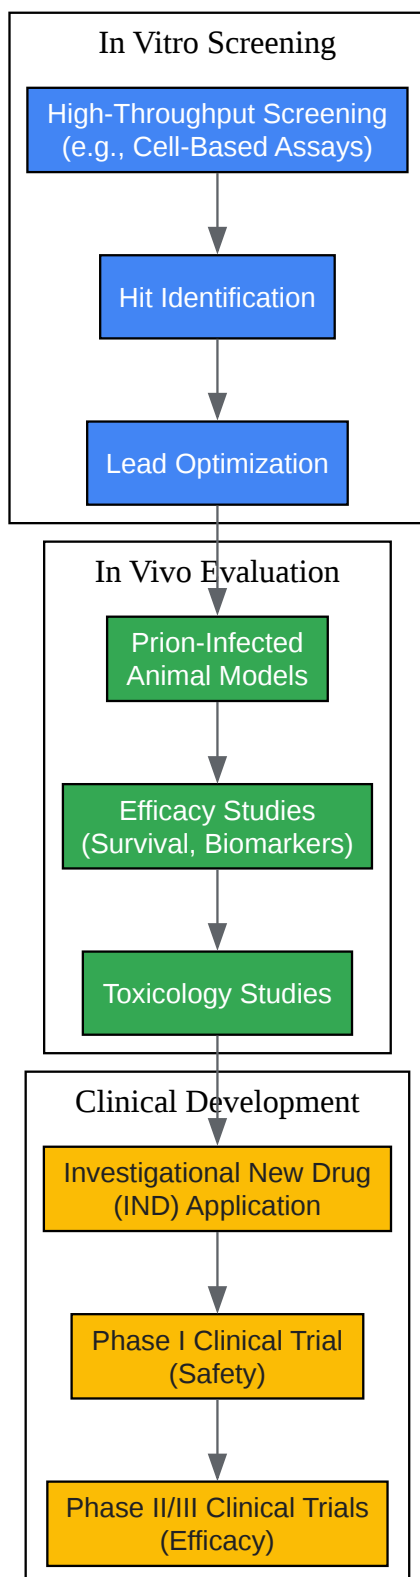 In Vitro Screening
High-Throughput Screening
(e.g., Cell-Based Assays)
Hit Identification
Lead Optimization
In Vivo Evaluation
Prion-Infected
Animal Models
Efficacy Studies
(Survival, Biomarkers)
Toxicology Studies
Clinical Development
Investigational New Drug
(IND) Application
Phase I Clinical Trial
(Safety)
Phase II/III Clinical Trials
(Efficacy)